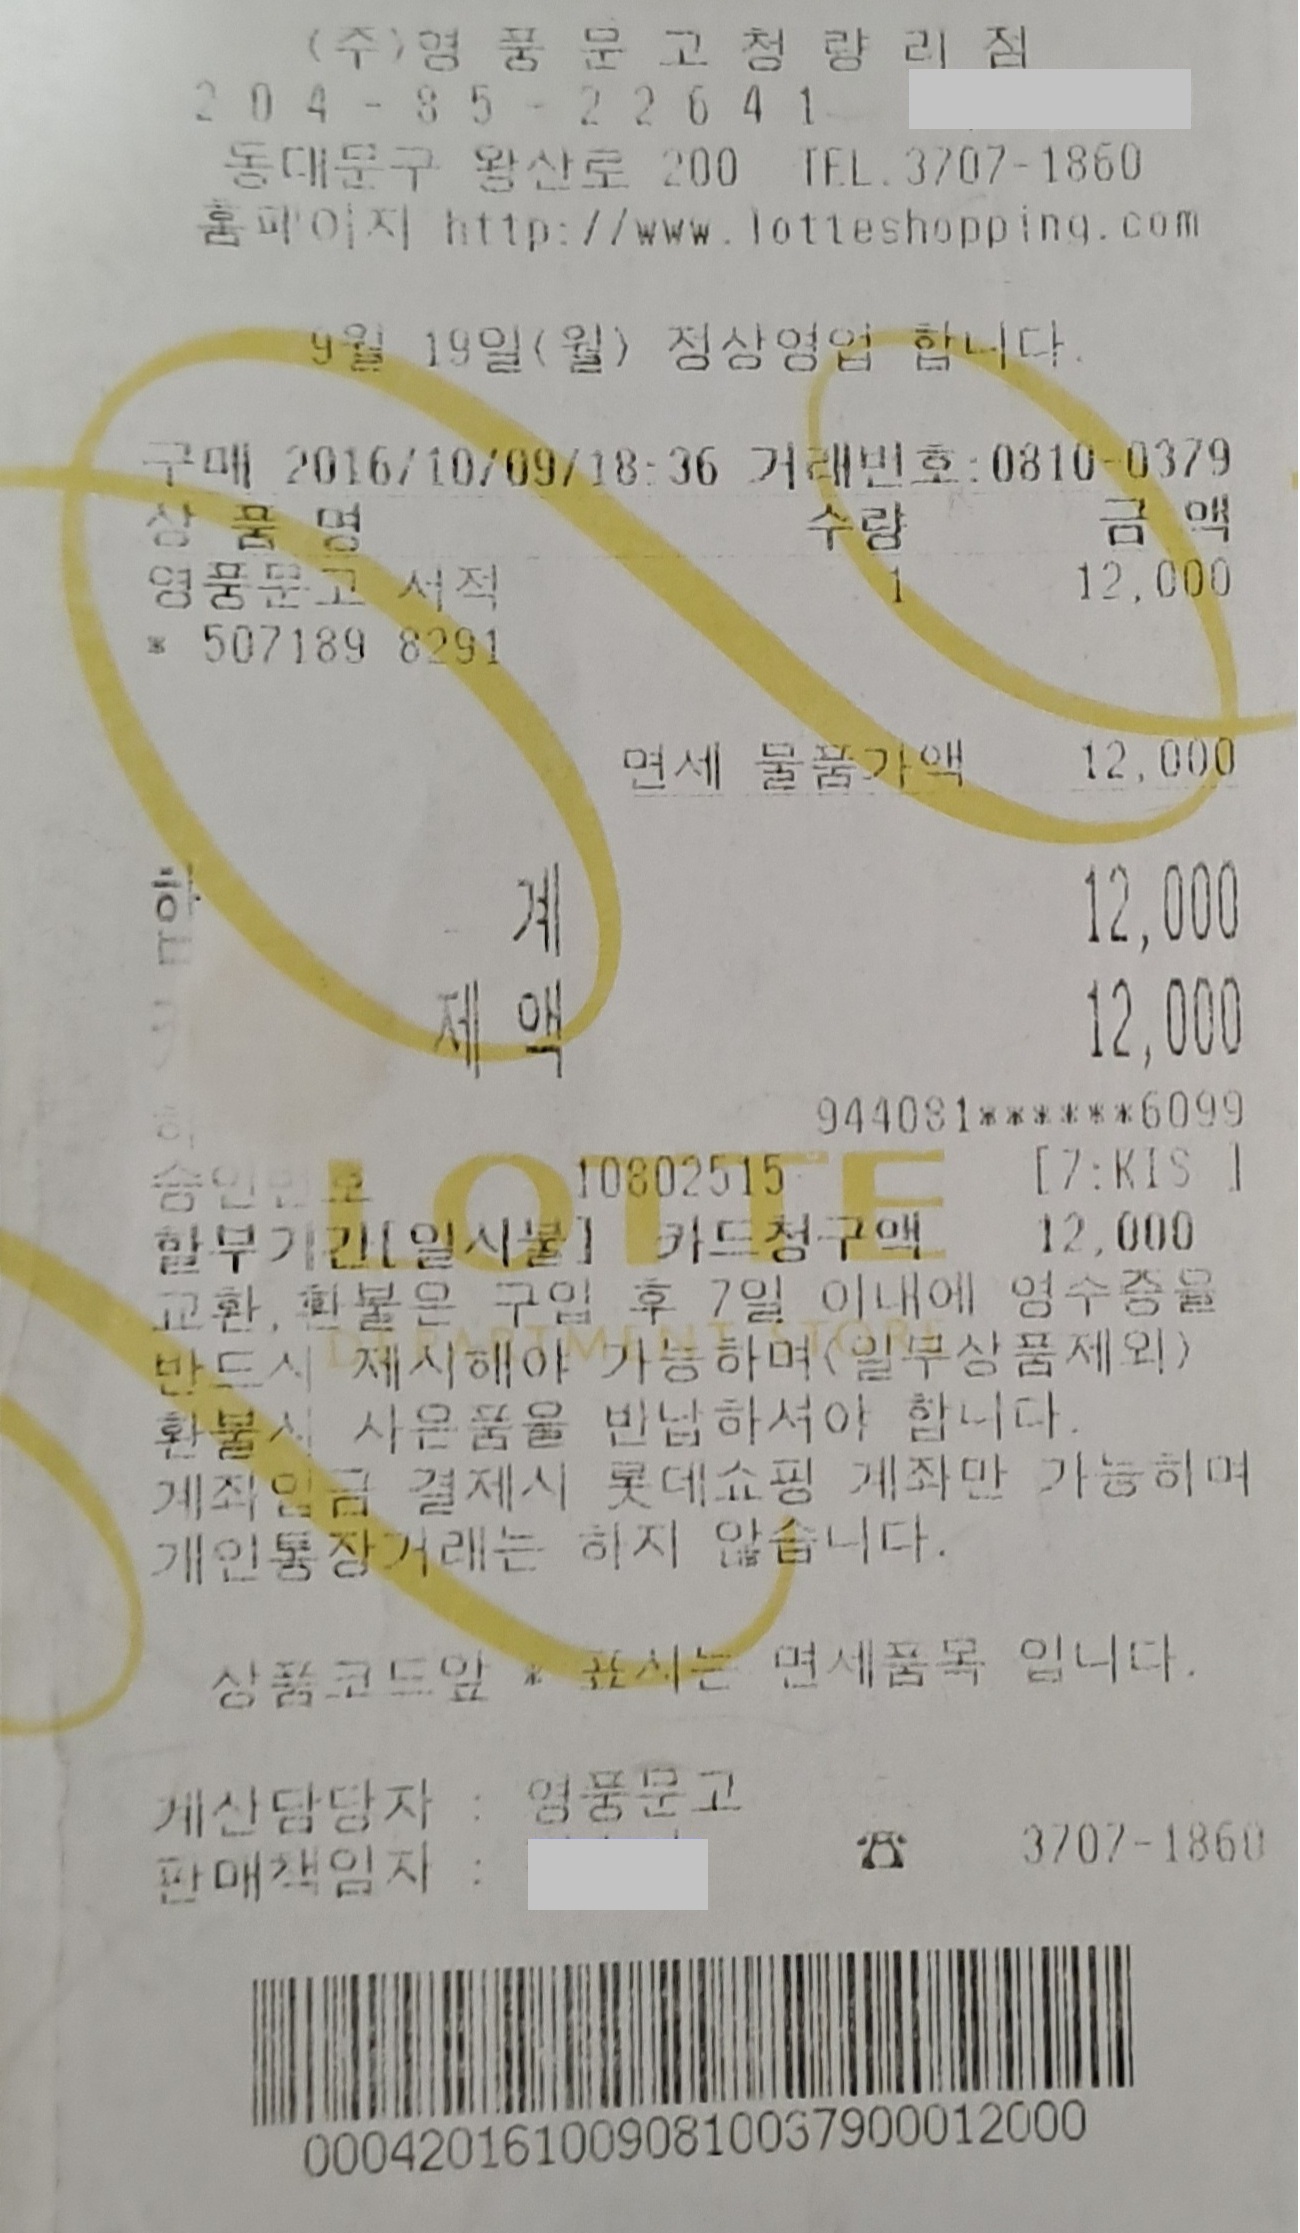 (주)영 풍 문 고 청 량 리 점
204-85-22641
동대문구 왕산로 200 TEL.3707-1860
홈페이지 http://www.lotteshopping.com
9월 19일(월) 정상영업 합니다.
구매 2016/10/09/18:36 거래번호:0810-0379
상 품 명 수량 금 액
영풍문고 서적 1 12,000
* 507189 8291
면세 물품가액 12,000
합 계 12,000
제 액 12,000
944081******6099
승인번호 10802515 [7:KIS ]
할부기간[일시불] 카드청구액 12,000
LOTTE
DEPARTMENT STORE
교환,환불은 구입 후 7일 이내에 영수증을
반드시 제시해야 가능하며(일부상품제외)
환불시 사은품을 반납하셔야 합니다.
계좌입금 결제시 롯데쇼핑 계좌만 가능하며
개인통장거래는 하지 않습니다.
상품코드앞 * 표시는 면세품목 입니다.
계산담당자 : 영풍문고
판매책임자 : ☎ 3707-1860
0004201610090810037900012000